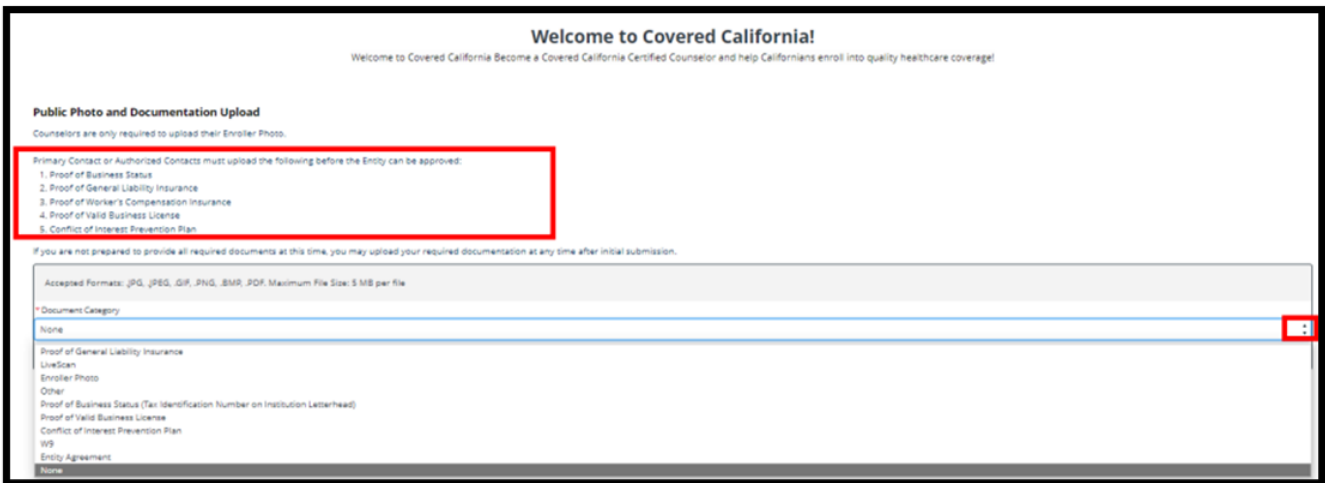 Welcome to Covered California!
Welcome to Covered California Become a Covered California Certified Counselor and help Californians enroll into quality healthcare coverage!
Public Photo and Documentation Upload
Counselors are only required to upload their Enroller Photo.
Primary Contact or Authorized Contacts must upload the following before the Entity can be approved:
1. Proof of Business Status
2. Proof of General Liability Insurance
3. Proof of Worker's Compensation Insurance
4. Proof of Valid Business License
5. Conflict of Interest Prevention Plan
If you are not prepared to provide all required documents at this time, you may upload your required documentation at any time after initial submission.
Accepted Formats: .JPG, .JPEG, .GIF, .PNG, .BMP, .PDF. Maximum File Size: 5 MB per file
* Document Category
None
Proof of General Liability Insurance
LiveScan
Enroller Photo
Other
Proof of Business Status (Tax Identification Number on Institution Letterhead)
Proof of Valid Business License
Conflict of Interest Prevention Plan
W9
Entity Agreement
None